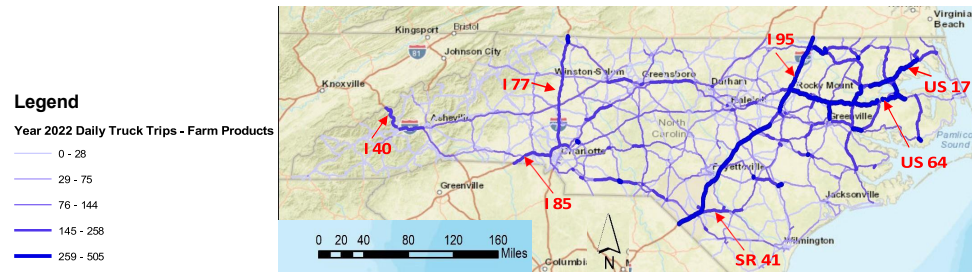 Legend
Year 2022 Daily Truck Trips - Farm Products
0 - 28
29 - 75
76 - 144
145 - 258
259 - 505
Kingsport
Bristol
Virginia
Beach
81
Johnson City
I 95
Knoxville
I 77
Winston-Salem
Greensboro
Durham
Rocky Mount
US 17
Raleigh
Asheville
Greenville
North
Carolina
Pamlico
Sound
I 40
Charlotte
US 64
Fayetteville
Greenville
I 85
Jacksonville
SR 41
Wilmington
0 20 40 80 120 160
Miles
N
Columbia